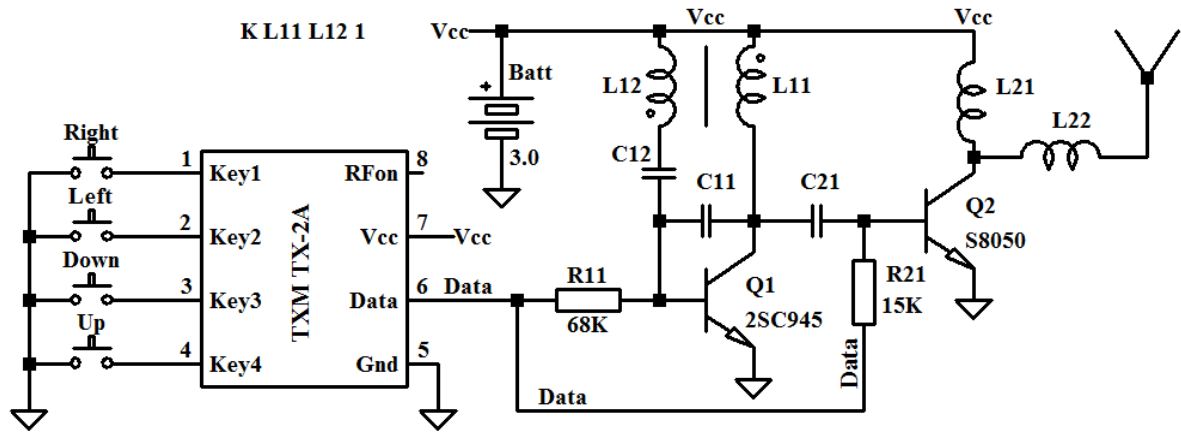 K L11 L12 1
Vcc
Vcc
Batt
+
3.0
L12
L11
L21
L22
C12
C11
C21
Right
Left
Down
Up
1
2
3
4
Key1
Key2
Key3
Key4
TXM TX-2A
RFon
Vcc
Data
Gnd
8
7
6
5
Vcc
Data
R11
68K
Q1
2SC945
Q2
S8050
R21
15K
Data
Data